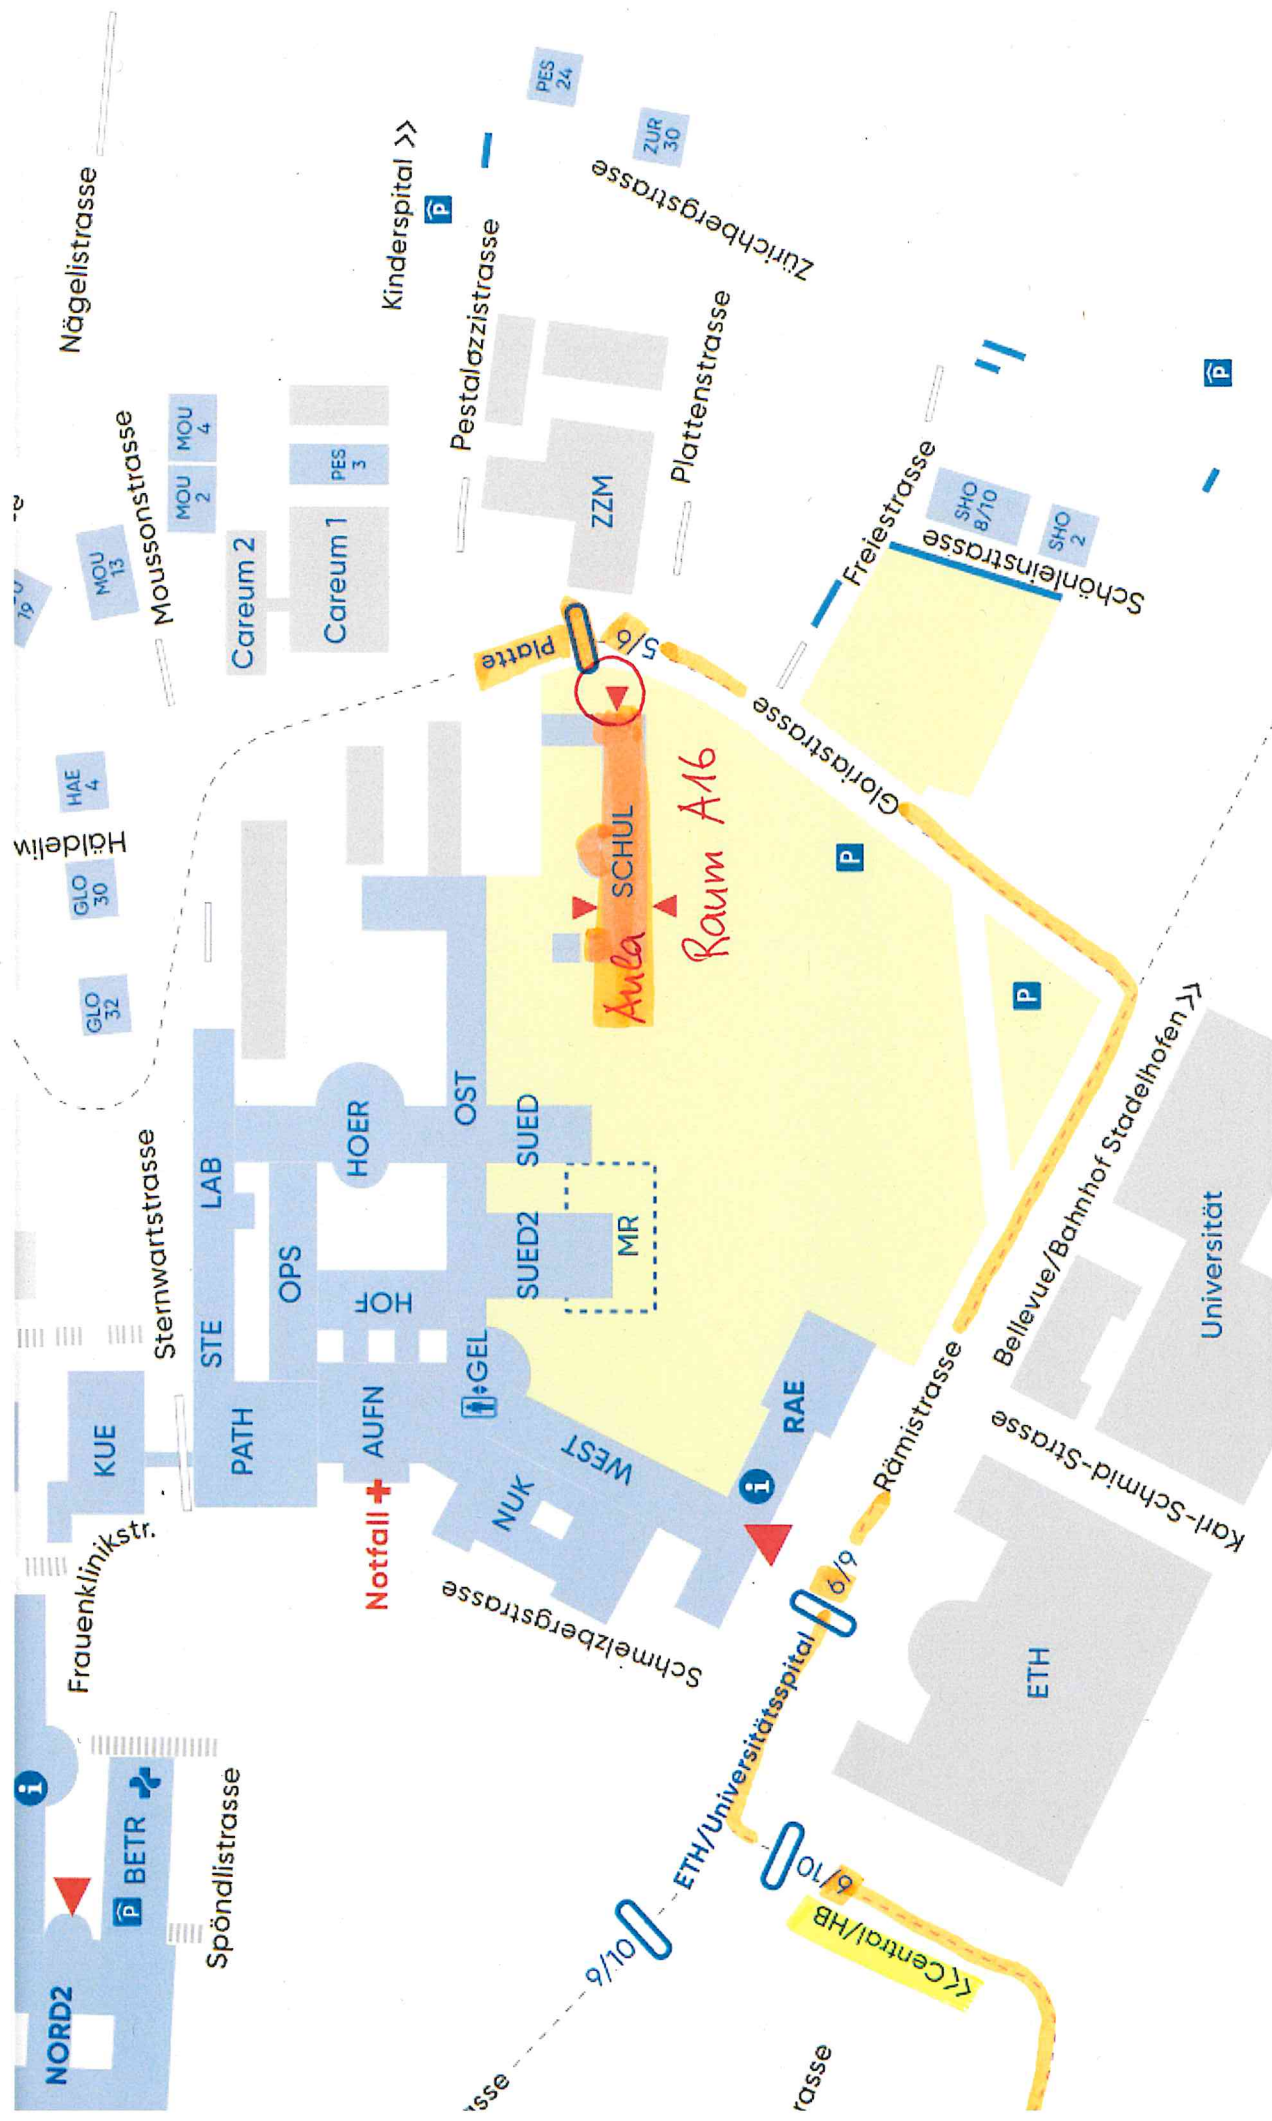 Nägelistrasse
Moussonstrasse
Kinderspital >>
P
Pestalozzistrasse
PES
24
ZUR
30
Zürichbergstrasse
Plattenstrasse
Freiestrasse
Schönleinstrasse
P
19
MOU
13
MOU
2
MOU
4
Careum 2
Careum 1
PES
3
ZZM
SHO
8/10
SHO
2
Platte
5/6
Gloriastrasse
HAE
4
Häldeliw
GLO
30
GLO
32
SCHUL
Aula
Raum A16
P
P
Sternwartstrasse
LAB
HOER
OST
SUED
STE
OPS
HOF
SUED2
MR
GEL
KUE
PATH
AUFN
Notfall
NUK
WEST
RAE
i
Rämistrasse
Bellevue/Bahnhof Stadelhofen >>
Universität
Karl-Schmid-Strasse
Frauenklinikstr.
Schmelzbergstrasse
6/9
ETH/Universitätsspital
ETH
i
P BETR
NORD2
Spöndlistrasse
9/10
6/10
<<Central/HB
asse
rasse